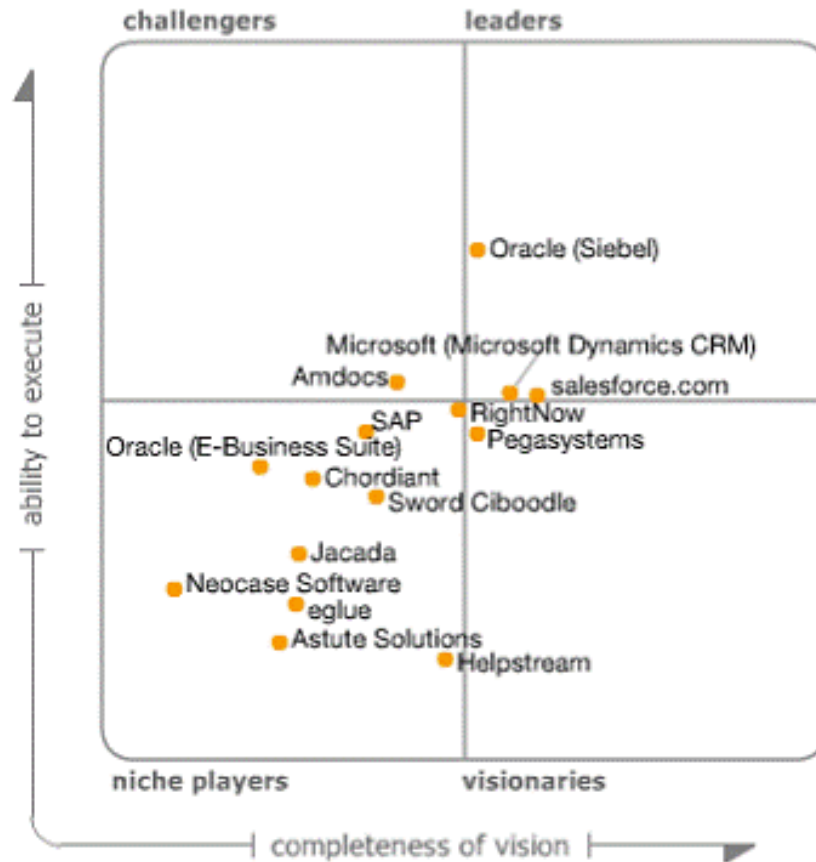 challengers
leaders
Oracle (Siebel)
Microsoft (Microsoft Dynamics CRM)
Amdocs
salesforce.com
RightNow
SAP
Pegasystems
Oracle (E-Business Suite)
Chordiant
Sword Ciboodle
Jacada
Neocase Software
eglue
Astute Solutions
Helpstream
niche players
visionaries
ability to execute
completeness of vision